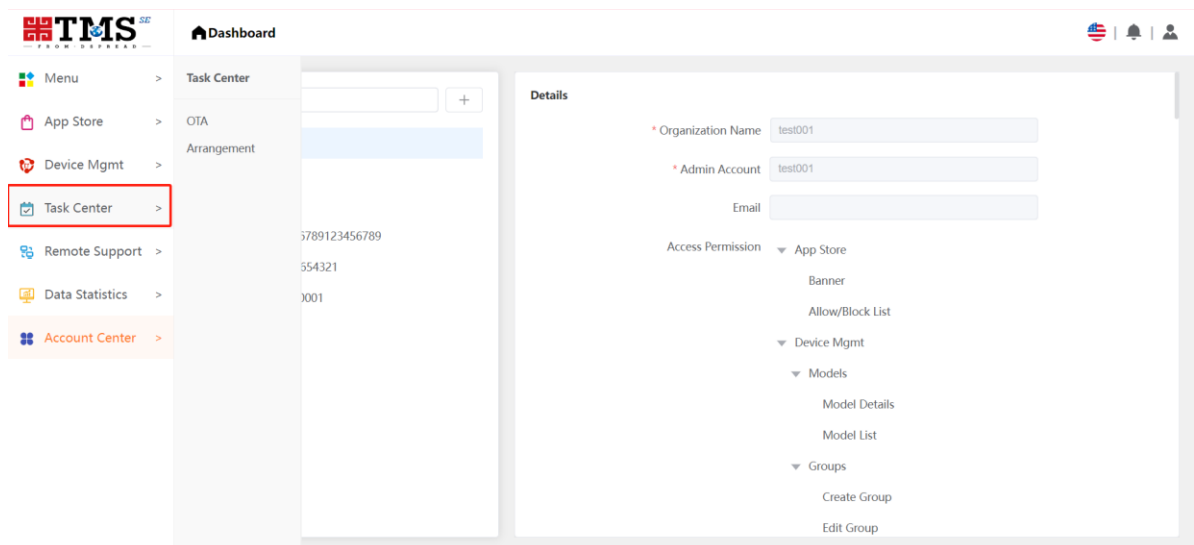 TMS SE
FROM·DSPREAD
Dashboard
Menu >
App Store >
Device Mgmt >
Task Center >
Remote Support >
Data Statistics >
Account Center >
Task Center
OTA
Arrangement
+
5789123456789
654321
0001
Details
* Organization Name test001
* Admin Account test001
Email
Access Permission
App Store
Banner
Allow/Block List
Device Mgmt
Models
Model Details
Model List
Groups
Create Group
Edit Group